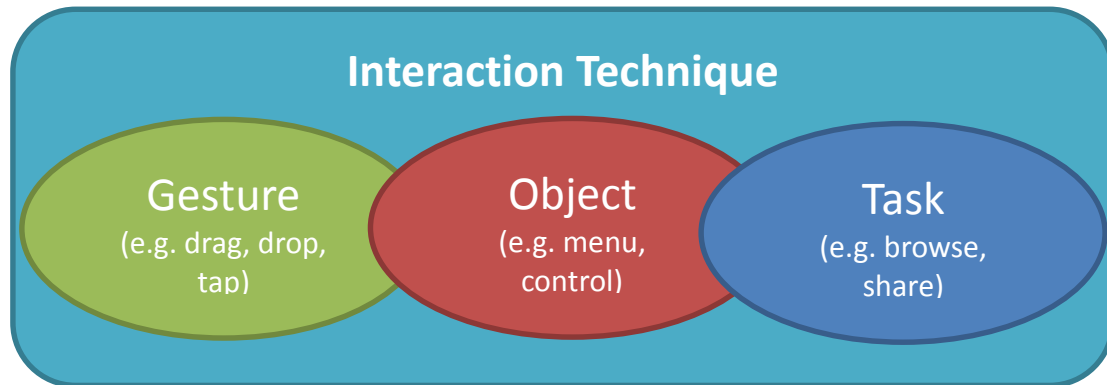 Interaction Technique
Gesture
(e.g. drag, drop,
tap)
Object
(e.g. menu,
control)
Task
(e.g. browse,
share)